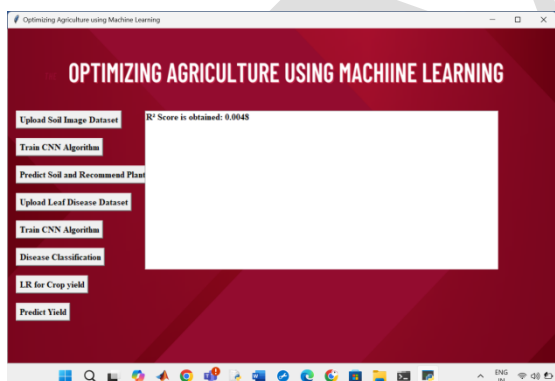 Optimizing Agriculture using Machine Learning
OPTIMIZING AGRICULTURE USING MACHIINE LEARNING
Upload Soil Image Dataset
R² Score is obtained: 0.0048
Train CNN Algorithm
Predict Soil and Recommend Plant
Upload Leaf Disease Dataset
Train CNN Algorithm
Disease Classification
LR for Crop yield
Predict Yield
ENG
IN